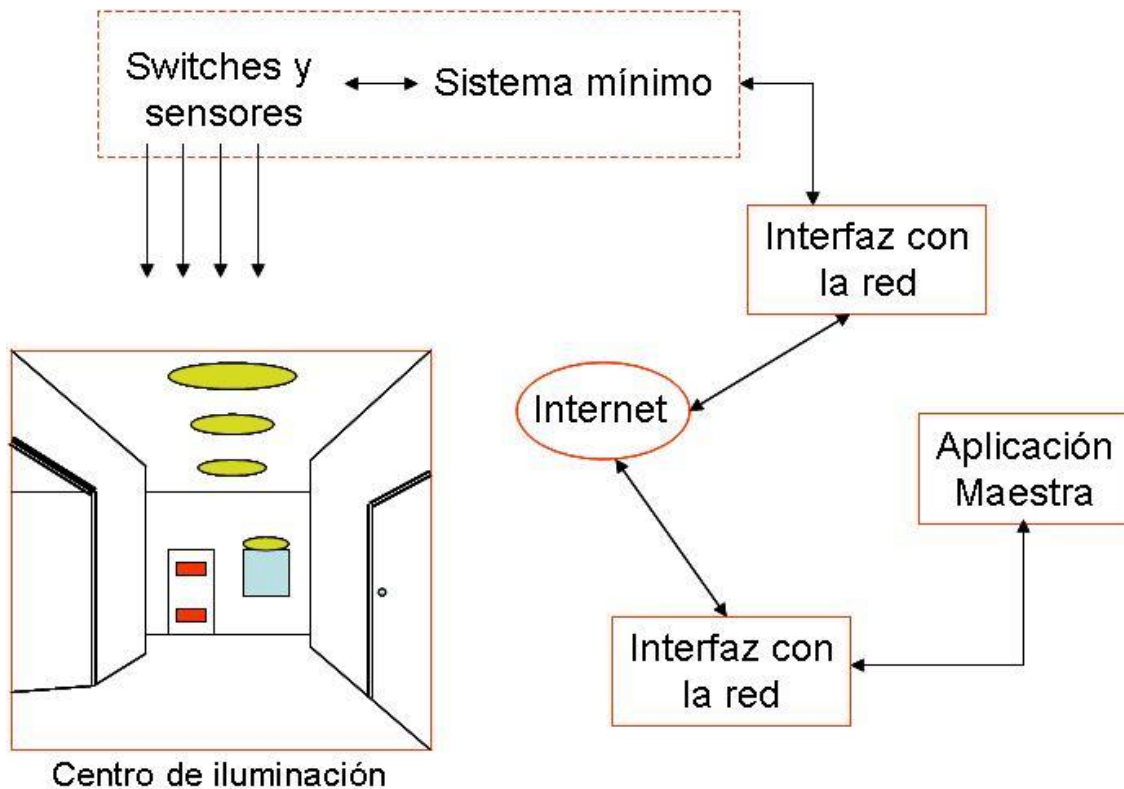 Switches y
sensores
Sistema mínimo
Interfaz con
la red
Internet
Aplicación
Maestra
Interfaz con
la red
Centro de iluminación